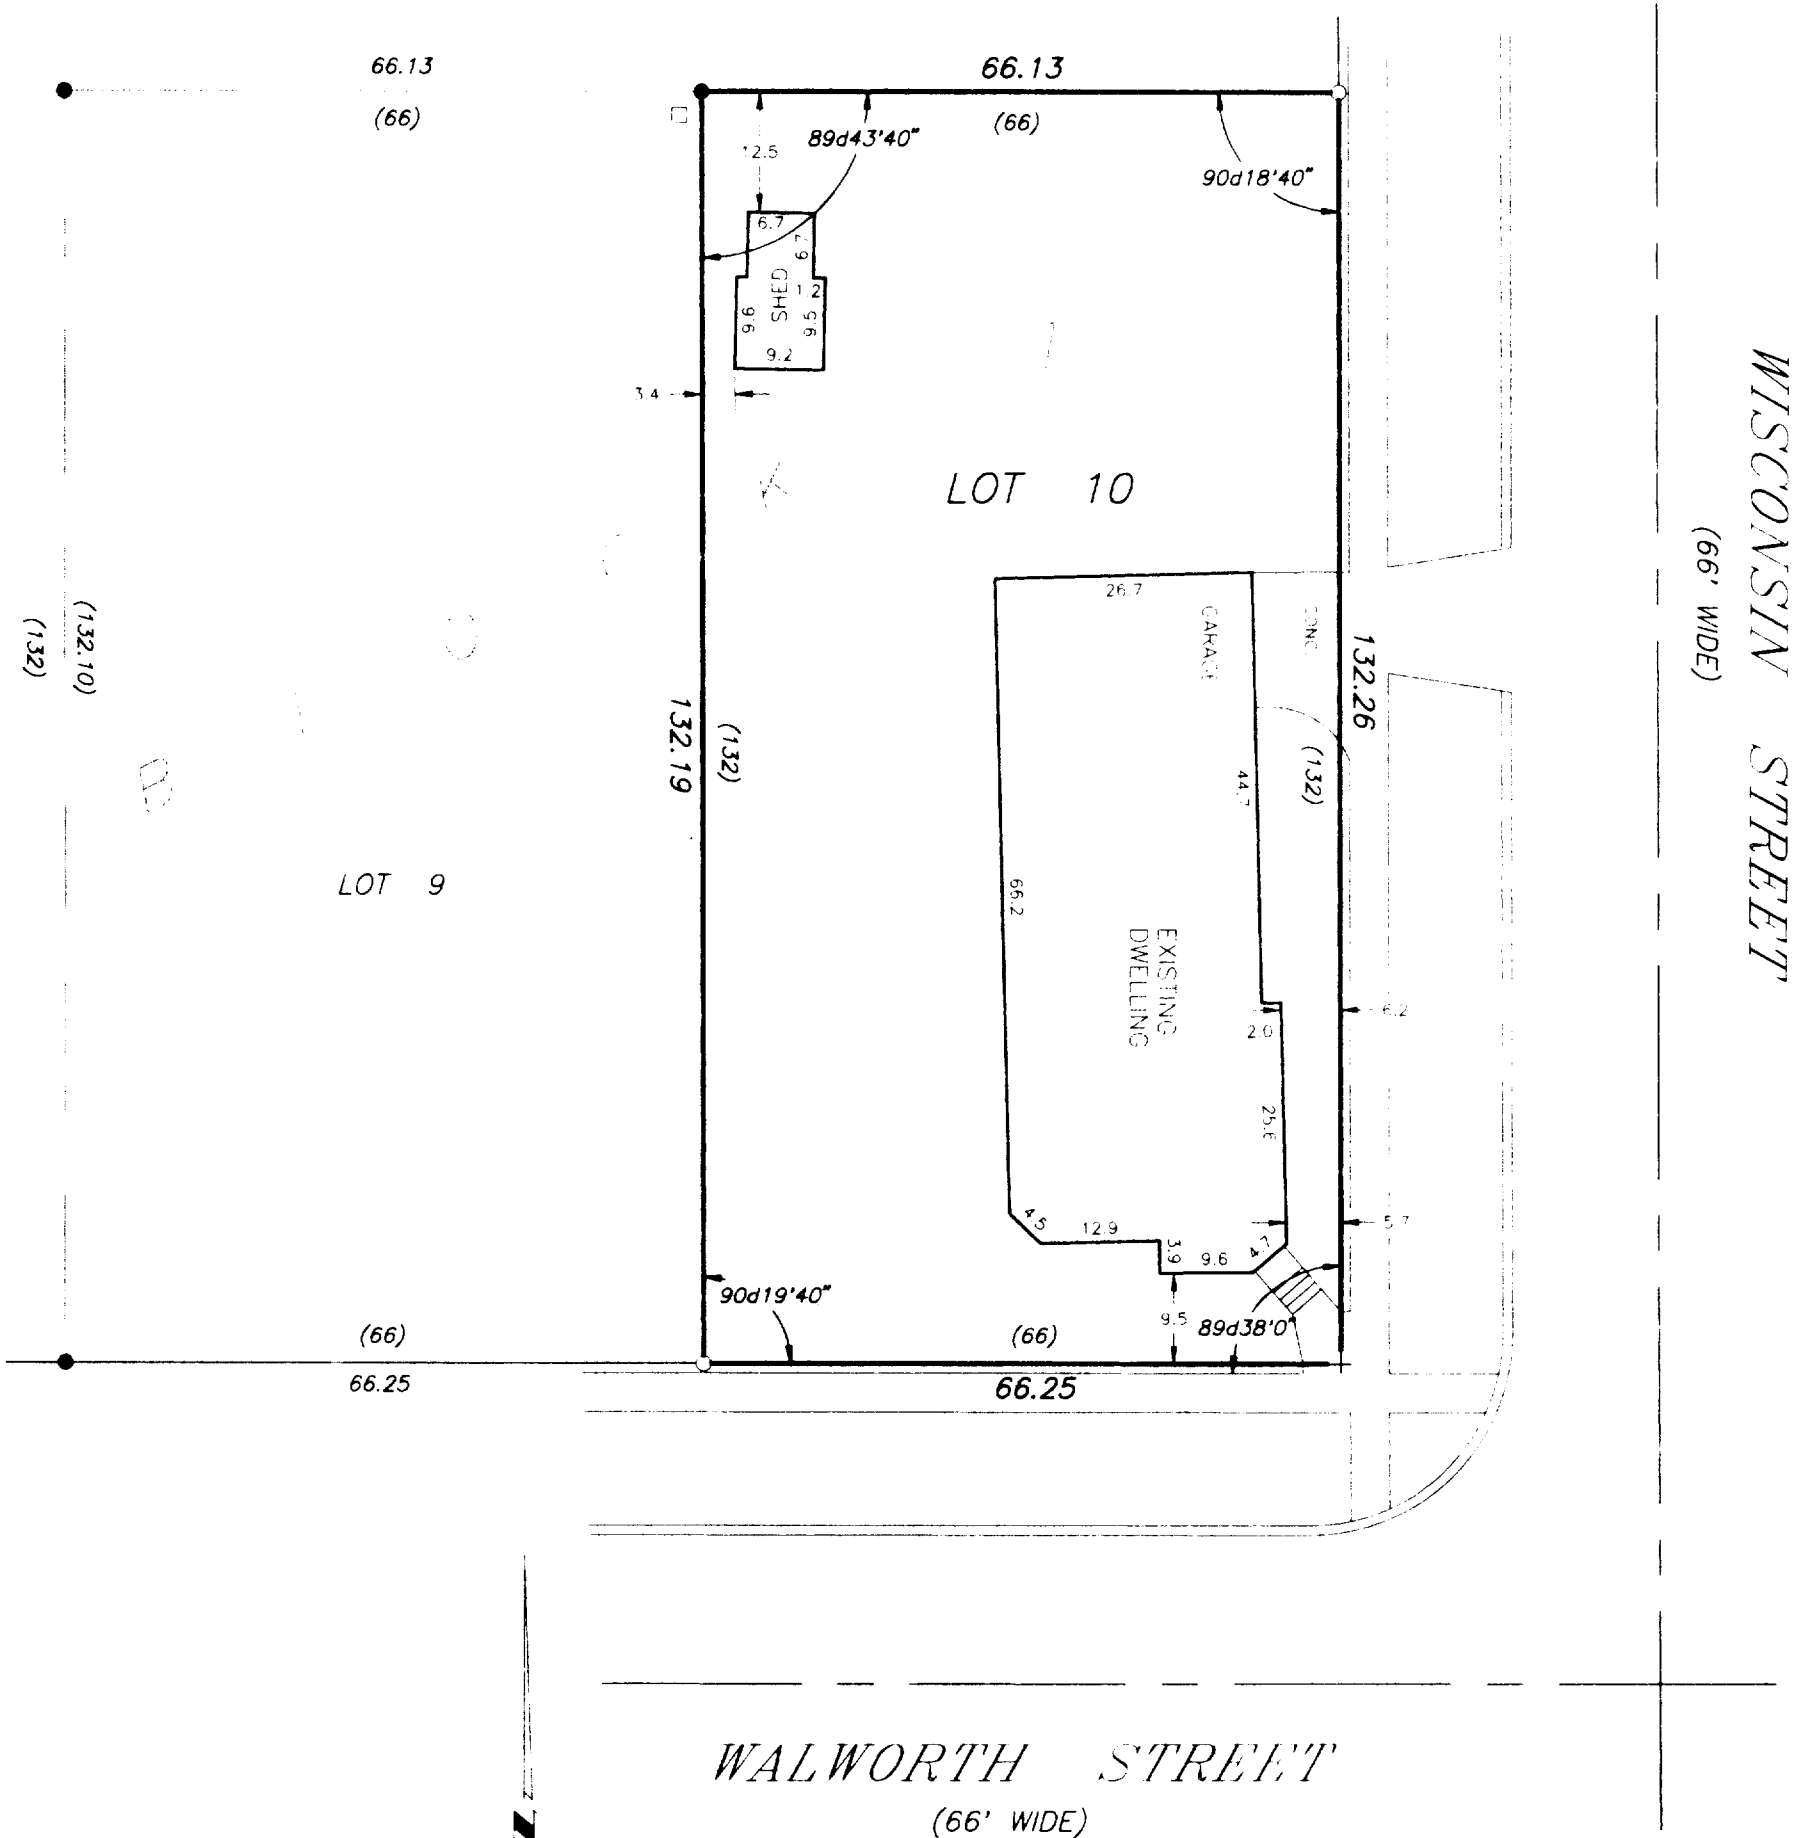 66.13
66.13
(66)
(66)
89d43'40"
12.5
90d18'40"
6.7
6.7
SHED
1.2
9.6
9.5
9.2
3.4
WISCONSIN STREET
(66' WIDE)
LOT 10
26.7
GARAGE
CONC.
132.26
(132)
(132.10)
(132)
132.19
(132)
44.7
B
L
O
C
K
1
LOT 9
66.2
EXISTING
DWELLING
6.2
2.0
25.6
5.7
4.5
12.9
3.9
9.6
4.7
90d19'40"
9.5
89d38'0"
(66)
(66)
66.25
66.25
WALWORTH STREET
(66' WIDE)
N